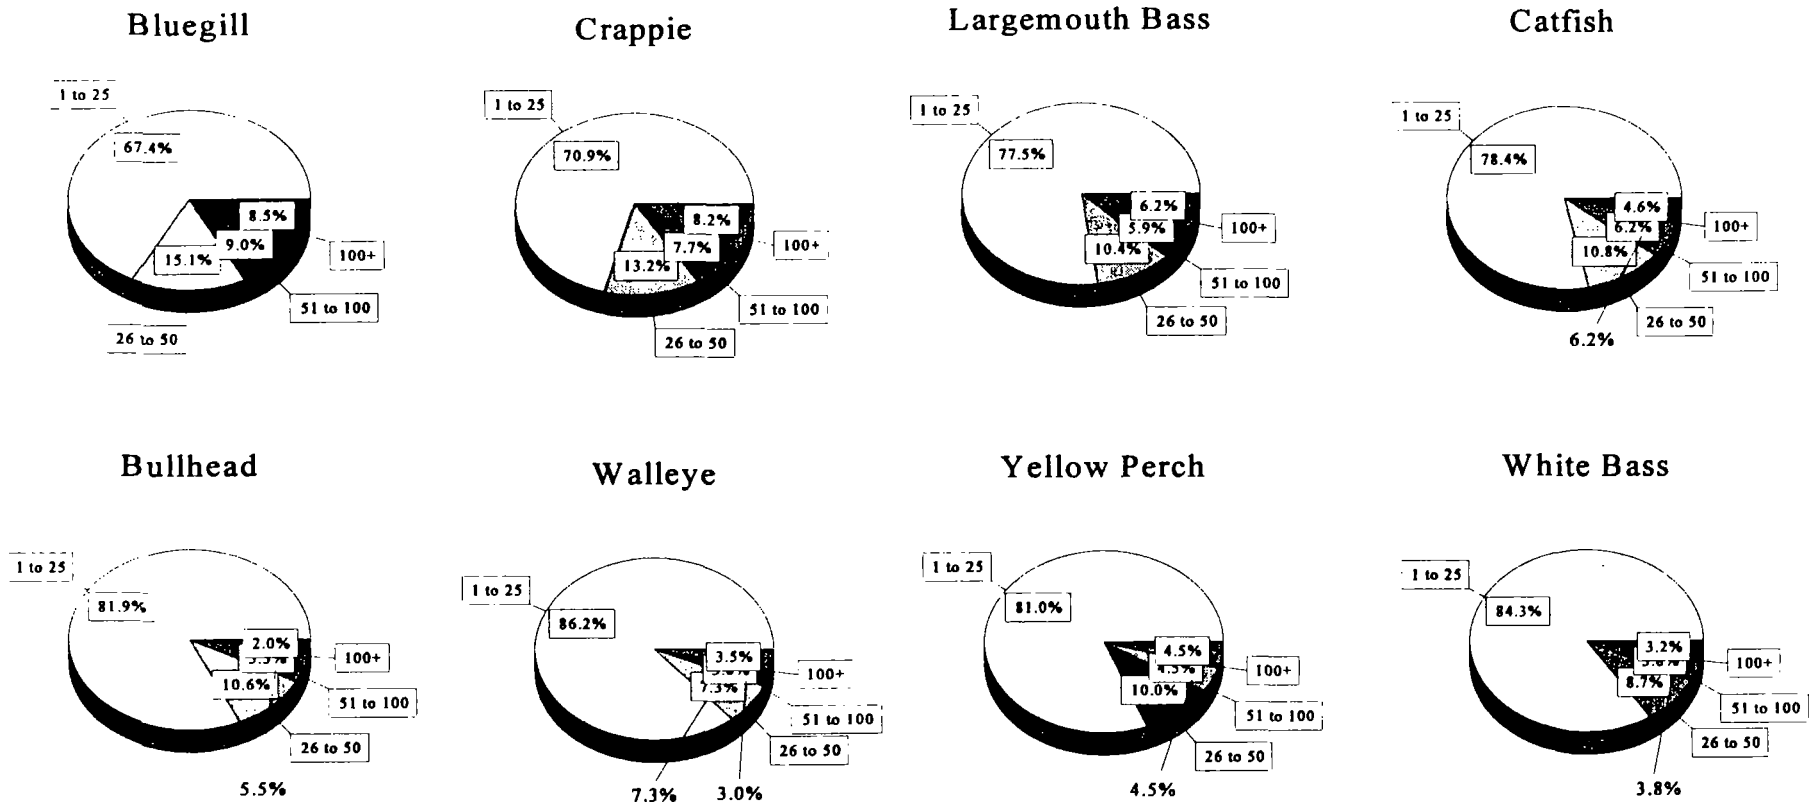 Bluegill
1 to 25
67.4%
8.5%
9.0%
15.1%
100+
51 to 100
26 to 50
Crappie
1 to 25
70.9%
8.2%
7.7%
13.2%
100+
51 to 100
26 to 50
Largemouth Bass
1 to 25
77.5%
6.2%
5.9%
10.4%
100+
51 to 100
26 to 50
Catfish
1 to 25
78.4%
4.6%
6.2%
10.8%
100+
51 to 100
26 to 50
6.2%
Bullhead
1 to 25
81.9%
2.0%
10.6%
100+
51 to 100
26 to 50
5.5%
Walleye
1 to 25
86.2%
3.5%
7.3%
100+
51 to 100
26 to 50
7.3%
3.0%
Yellow Perch
1 to 25
81.0%
4.5%
4.5%
10.0%
100+
51 to 100
26 to 50
4.5%
White Bass
1 to 25
84.3%
3.2%
8.7%
100+
51 to 100
26 to 50
3.8%